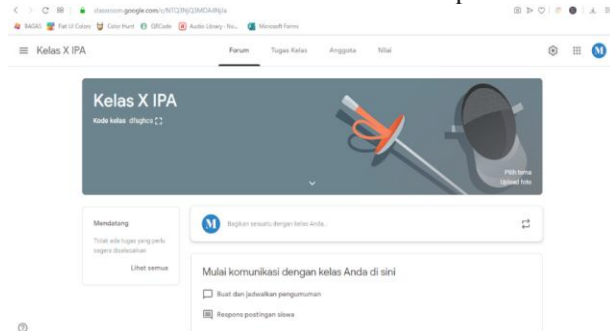 classroom.google.com/c/
BAGAS Flat UI Colors Color Hunt QRCode Audio Library - No... Microsoft Forms
Kelas X IPA
Forum Tugas Kelas Anggota Nilai
M
Kelas X IPA
Kode kelas
Pilih tema
Upload foto
Mendatang
Tidak ada tugas yang perlu
segera diselesaikan
Lihat semua
M
Bagikan sesuatu dengan kelas Anda...
Mulai komunikasi dengan kelas Anda di sini
Buat dan jadwalkan pengumuman
Respons postingan siswa